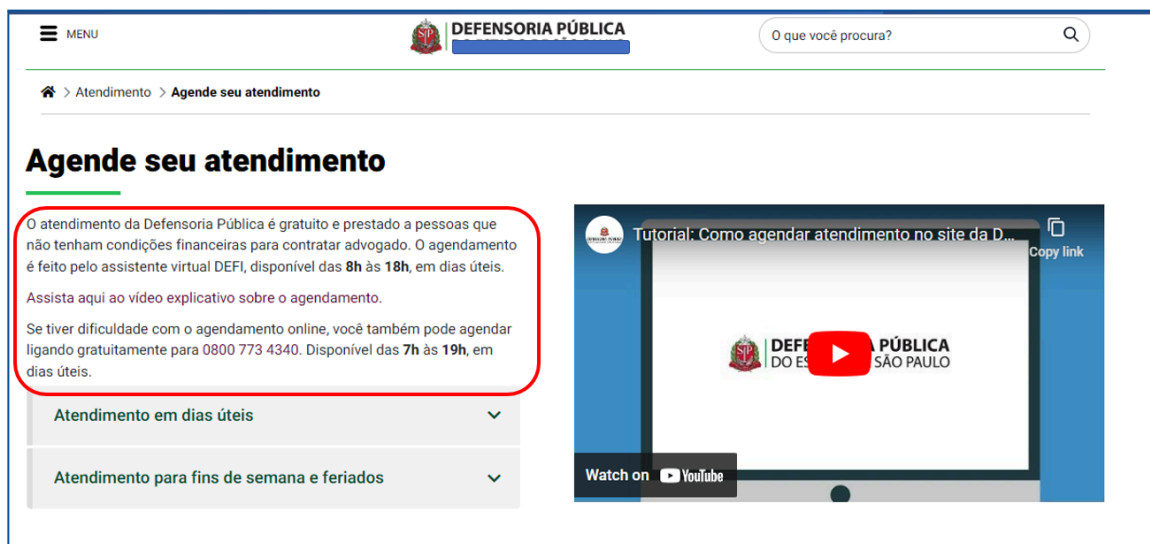 MENU
DEFENSORIA PÚBLICA
O que você procura?
> Atendimento > Agende seu atendimento
Agende seu atendimento
O atendimento da Defensoria Pública é gratuito e prestado a pessoas que
não tenham condições financeiras para contratar advogado. O agendamento
é feito pelo assistente virtual DEFI, disponível das 8h às 18h, em dias úteis.
Assista aqui ao vídeo explicativo sobre o agendamento.
Se tiver dificuldade com o agendamento online, você também pode agendar
ligando gratuitamente para 0800 773 4340. Disponível das 7h às 19h, em
dias úteis.
Atendimento em dias úteis
Atendimento para fins de semana e feriados
Tutorial: Como agendar atendimento no site da D...
Copy link
DEFE PÚBLICA
DO ES SÃO PAULO
Watch on YouTube